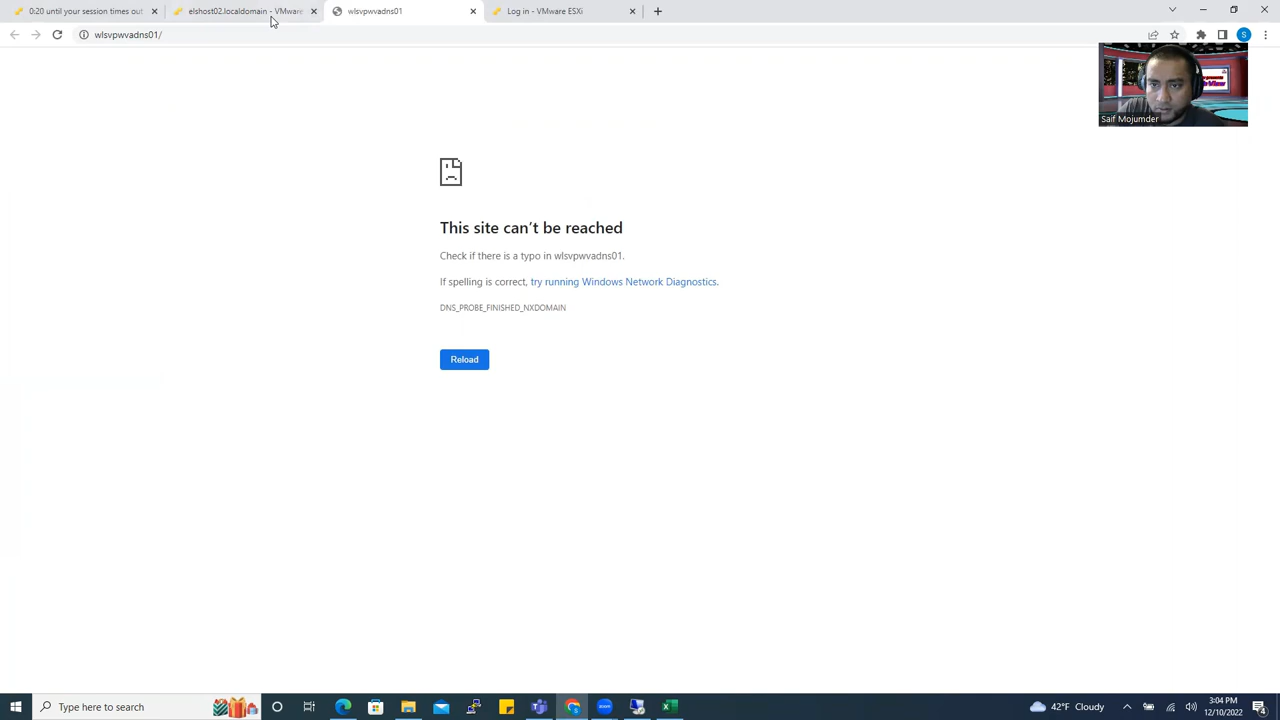 0:20 until your session times out
elshost02.localdomain - VMware
wlsvpwvadns01
Log in - VMware ESXi
wlsvpwvadns01/
S
Saif Mojumder
This site can't be reached
Check if there is a typo in wlsvpwvadns01.
If spelling is correct, try running Windows Network Diagnostics.
DNS_PROBE_FINISHED_NXDOMAIN
Reload
Type here to search
zoom
42°F Cloudy
3:04 PM
12/10/2022
4